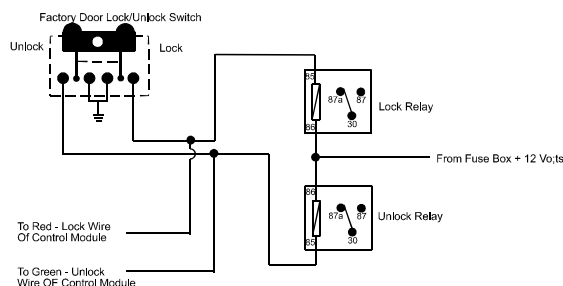 Factory Door Lock/Unlock Switch
Unlock
Lock
85
87a
87
30
86
Lock Relay
From Fuse Box + 12 Vo;ts
86
87a
87
30
85
Unlock Relay
To Red - Lock Wire
Of Control Module
To Green - Unlock
Wire OF Control Module